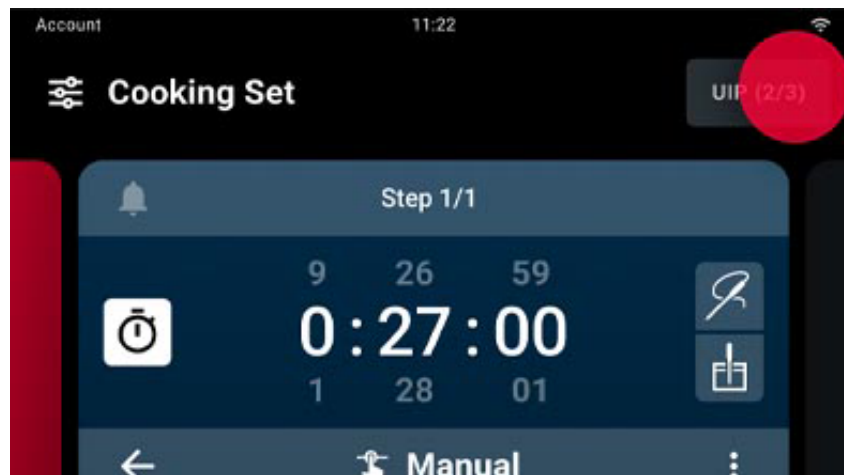 Account 11:22
Cooking Set UIP (2/3)
Step 1/1
9 26 59
0 : 27 : 00
1 28 01
Manual